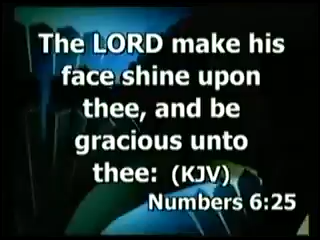 The LORD make his
face shine upon
thee, and be
gracious unto
thee: (KJV)
Numbers 6:25